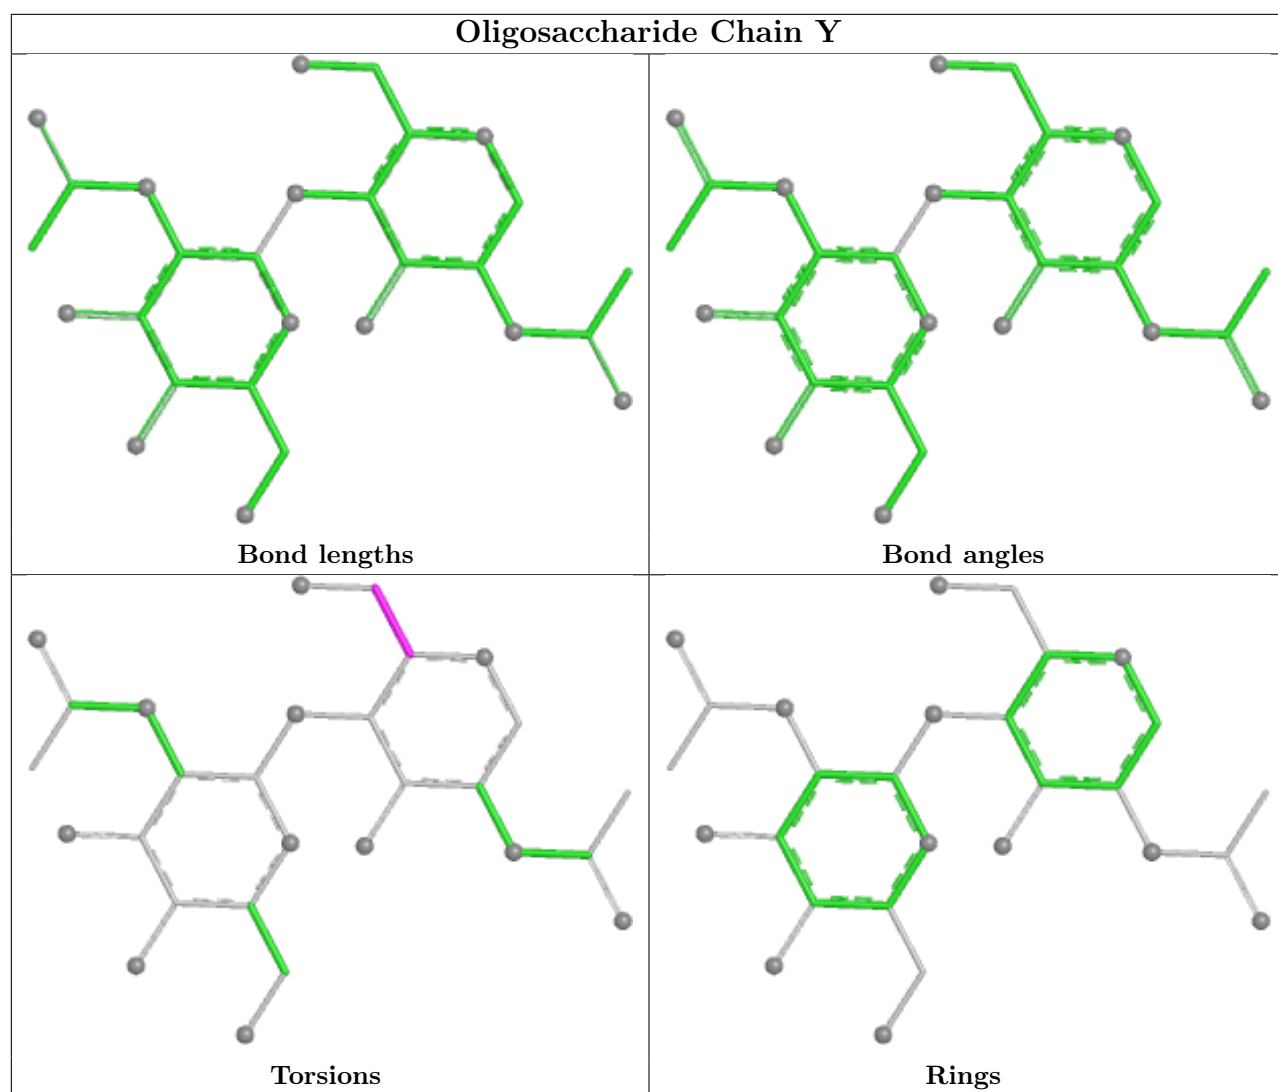 Oligosaccharide Chain Y
Bond lengths
Bond angles
Torsions
Rings